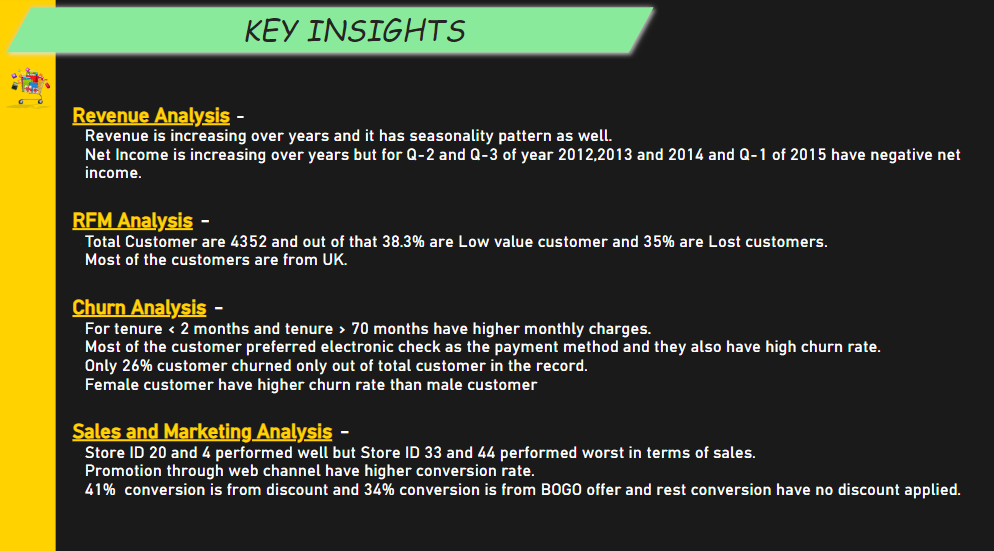 KEY INSIGHTS
Revenue Analysis -
Revenue is increasing over years and it has seasonality pattern as well.
Net Income is increasing over years but for Q-2 and Q-3 of year 2012,2013 and 2014 and Q-1 of 2015 have negative net
income.
RFM Analysis -
Total Customer are 4352 and out of that 38.3% are Low value customer and 35% are Lost customers.
Most of the customers are from UK.
Churn Analysis -
For tenure < 2 months and tenure > 70 months have higher monthly charges.
Most of the customer preferred electronic check as the payment method and they also have high churn rate.
Only 26% customer churned only out of total customer in the record.
Female customer have higher churn rate than male customer
Sales and Marketing Analysis -
Store ID 20 and 4 performed well but Store ID 33 and 44 performed worst in terms of sales.
Promotion through web channel have higher conversion rate.
41% conversion is from discount and 34% conversion is from BOGO offer and rest conversion have no discount applied.